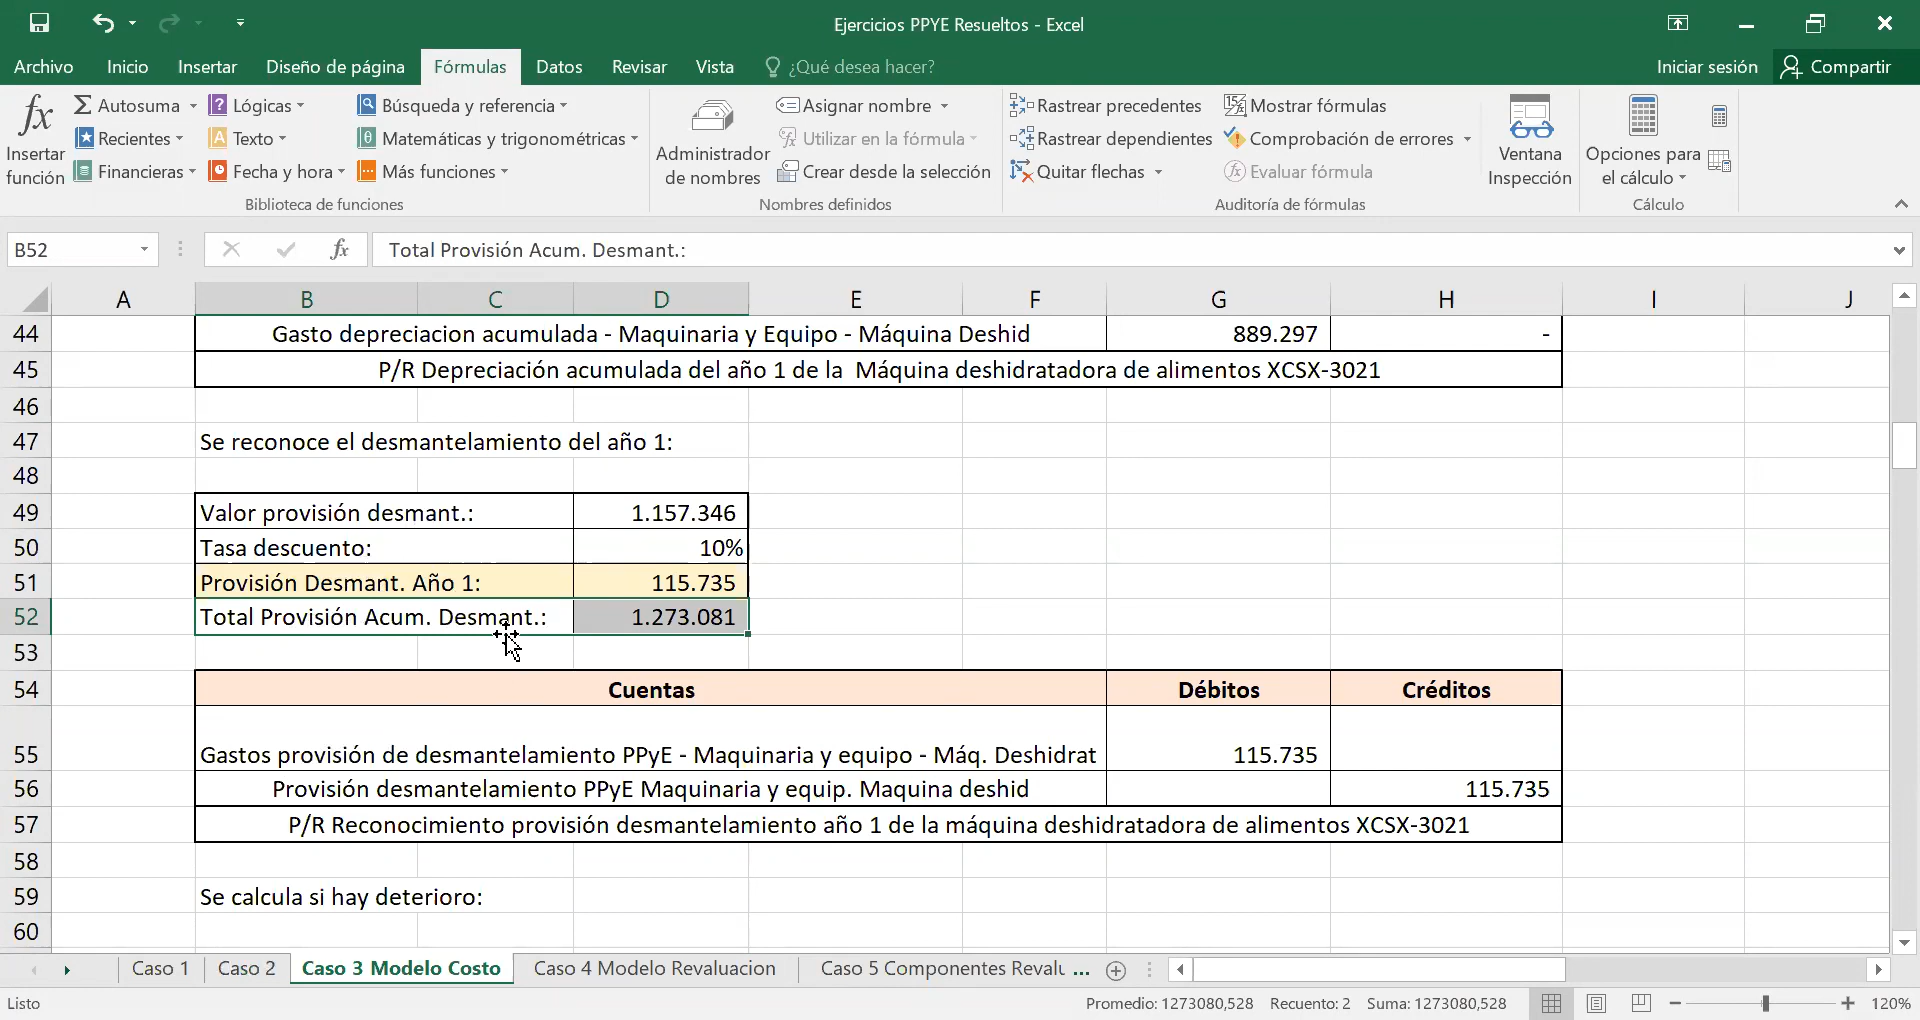 Ejercicios PPYE Resueltos - Excel
Archivo Inicio Insertar Diseño de página Fórmulas Datos Revisar Vista ¿Qué desea hacer? Iniciar sesión Compartir
fx Autosuma Lógicas Búsqueda y referencia Asignar nombre Rastrear precedentes Mostrar fórmulas
Recientes Texto Matemáticas y trigonométricas Utilizar en la fórmula Rastrear dependientes Comprobación de errores
Insertar función Administrador de nombres Ventana Inspección Opciones para el cálculo
Financieras Fecha y hora Más funciones Crear desde la selección Quitar flechas Evaluar fórmula
Biblioteca de funciones Nombres definidos Auditoría de fórmulas Cálculo
B52 fx Total Provisión Acum. Desmant.:
A B C D E F G H I J
44 Gasto depreciacion acumulada - Maquinaria y Equipo - Máquina Deshid 889.297 -
45 P/R Depreciación acumulada del año 1 de la Máquina deshidratadora de alimentos XCSX-3021
46
47 Se reconoce el desmantelamiento del año 1:
48
49 Valor provisión desmant.: 1.157.346
50 Tasa descuento: 10%
51 Provisión Desmant. Año 1: 115.735
52 Total Provisión Acum. Desmant.: 1.273.081
53
54 Cuentas Débitos Créditos
55 Gastos provisión de desmantelamiento PPyE - Maquinaria y equipo - Máq. Deshidrat 115.735
56 Provisión desmantelamiento PPyE Maquinaria y equip. Maquina deshid 115.735
57 P/R Reconocimiento provisión desmantelamiento año 1 de la máquina deshidratadora de alimentos XCSX-3021
58
59 Se calcula si hay deterioro:
60
Caso 1 Caso 2 Caso 3 Modelo Costo Caso 4 Modelo Revaluacion Caso 5 Componentes Revalu ...
Listo Promedio: 1273080,528 Recuento: 2 Suma: 1273080,528 120%